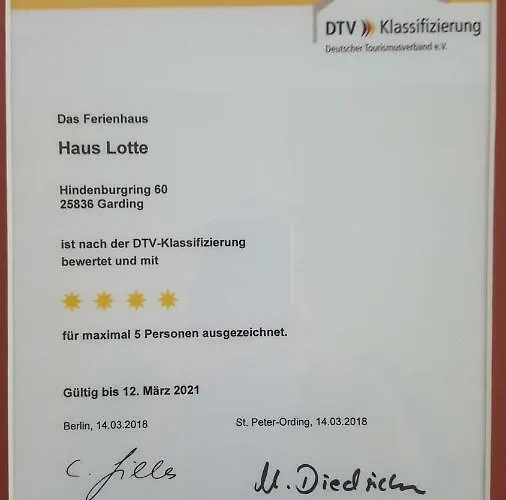 DTV Klassifizierung
Deutscher Tourismusverband e.V.
Das Ferienhaus
Haus Lotte
Hindenburgring 60
25836 Garding
ist nach der DTV-Klassifizierung
bewertet und mit
für maximal 5 Personen ausgezeichnet.
Gültig bis 12. März 2021
Berlin, 14.03.2018
St. Peter-Ording, 14.03.2018
M. Diedrichs